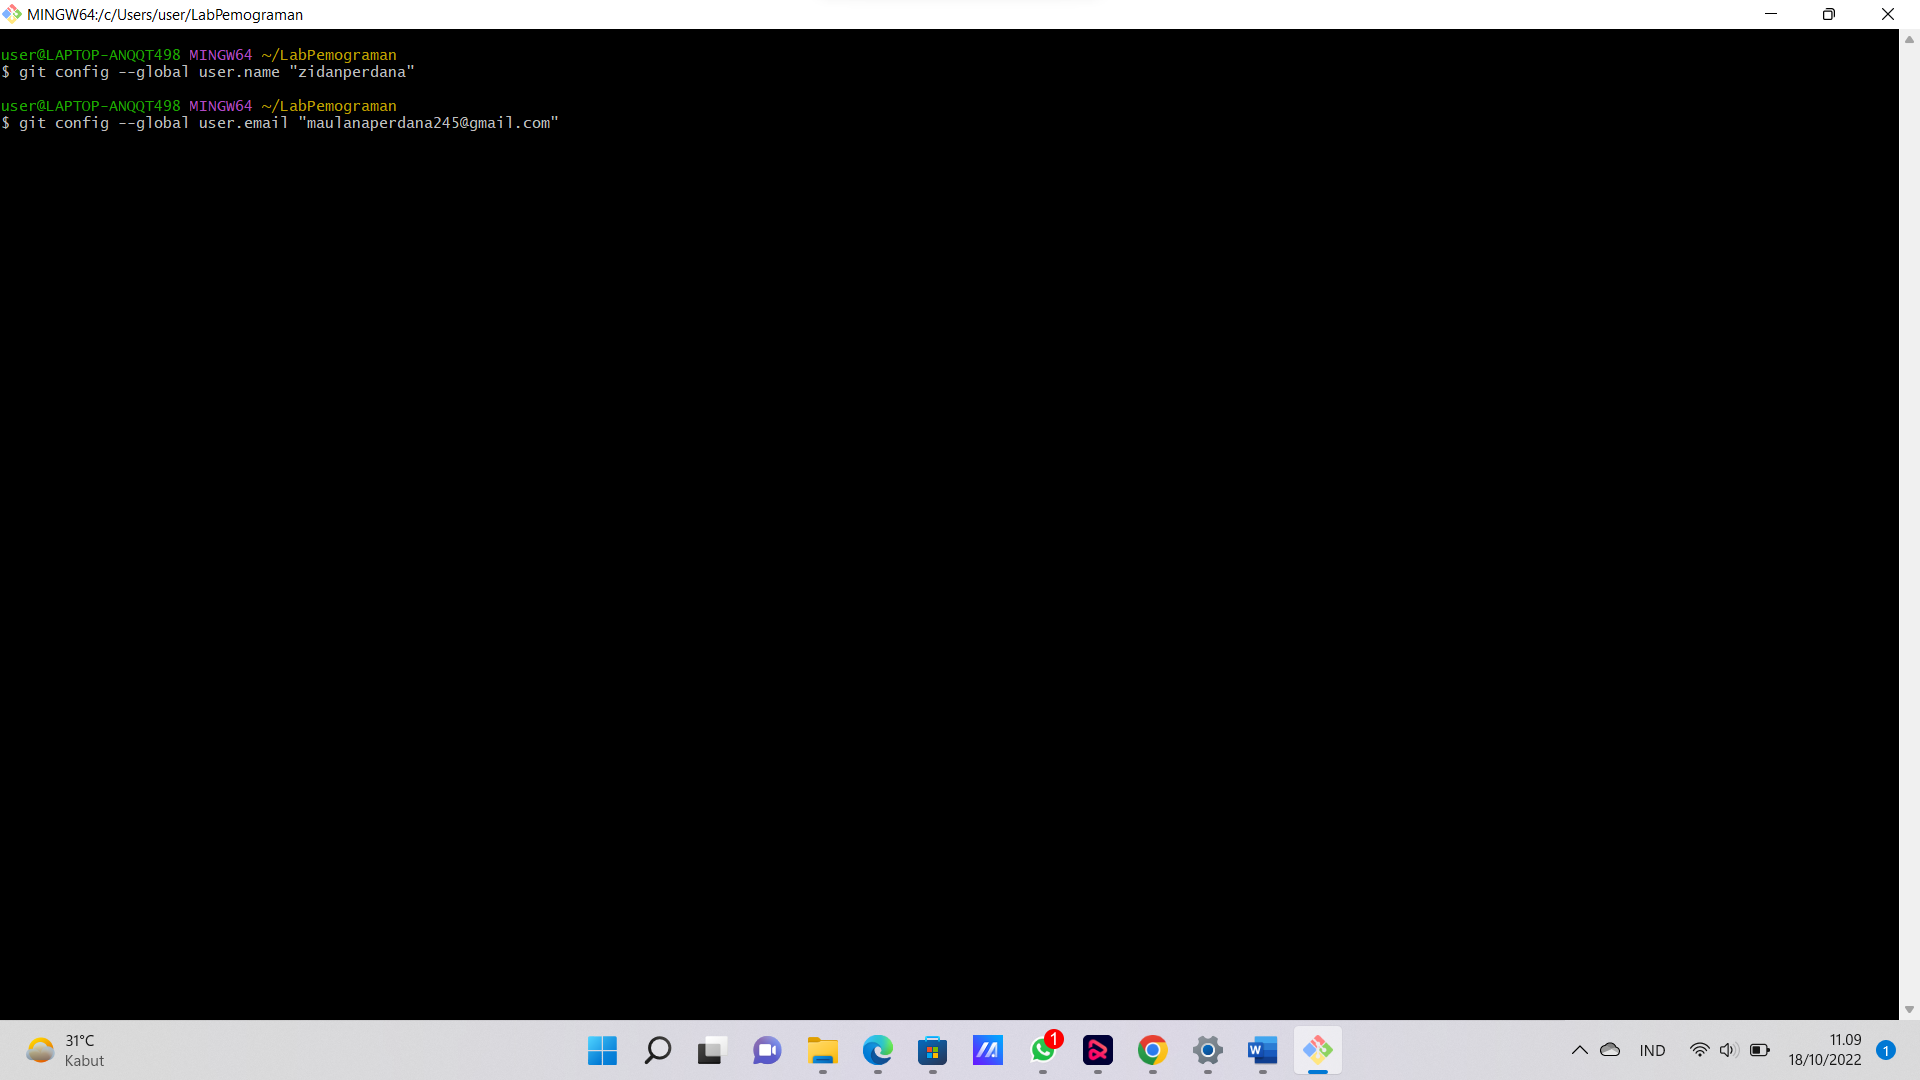 MINGW64:/c/Users/user/LabPemograman
user@LAPTOP-ANQQT498 MINGW64 ~/LabPemograman
$ git config --global user.name "zidanperdana"
user@LAPTOP-ANQQT498 MINGW64 ~/LabPemograman
$ git config --global user.email "maulanaperdana245@gmail.com"
31°C
Kabut
1
W
IND
11.09
18/10/2022
1